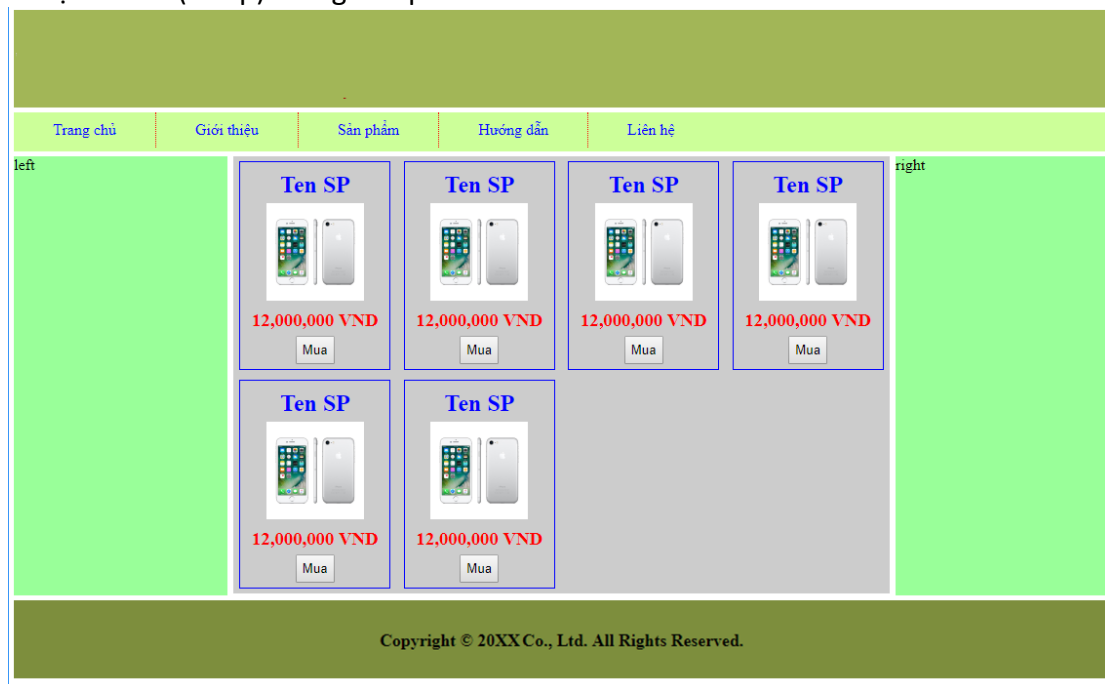 Trang chủ Giới thiệu Sản phẩm Hướng dẫn Liên hệ
left
right
Ten SP Ten SP Ten SP Ten SP
12,000,000 VND 12,000,000 VND 12,000,000 VND 12,000,000 VND
Mua Mua Mua Mua
Ten SP Ten SP
12,000,000 VND 12,000,000 VND
Mua Mua
Copyright © 20XX Co., Ltd. All Rights Reserved.